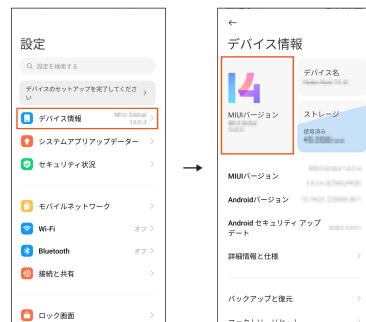 設定
設定を検索する
デバイスのセットアップを完了してくださ
い
デバイス情報
システムアプリアップデーター
セキュリティ状況
モバイルネットワーク
Wi-Fi オフ
Bluetooth オフ
接続と共有
ロック画面
デバイス情報
MIUIバージョン
デバイス名
ストレージ
使用済み
MIUIバージョン
Androidバージョン
Android セキュリティ アップ
デート
詳細情報と仕様
バックアップと復元